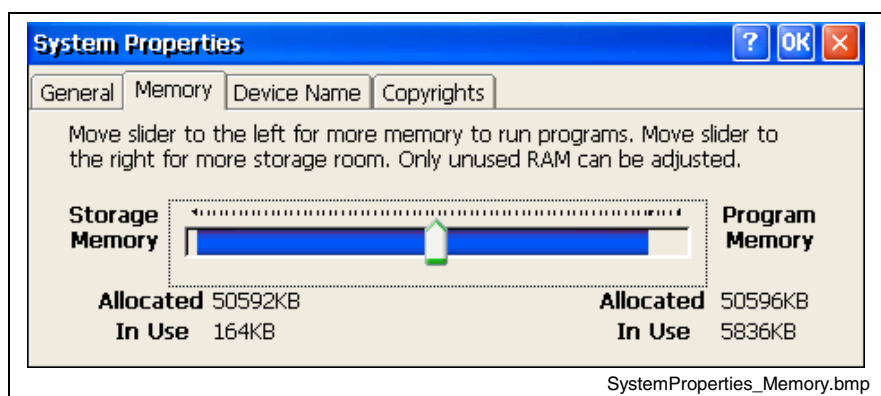 System Properties ? OK ×
General Memory Device Name Copyrights
Move slider to the left for more memory to run programs. Move slider to
the right for more storage room. Only unused RAM can be adjusted.
Storage Memory Program Memory
Allocated 50592KB Allocated 50596KB
In Use 164KB In Use 5836KB
SystemProperties_Memory.bmp